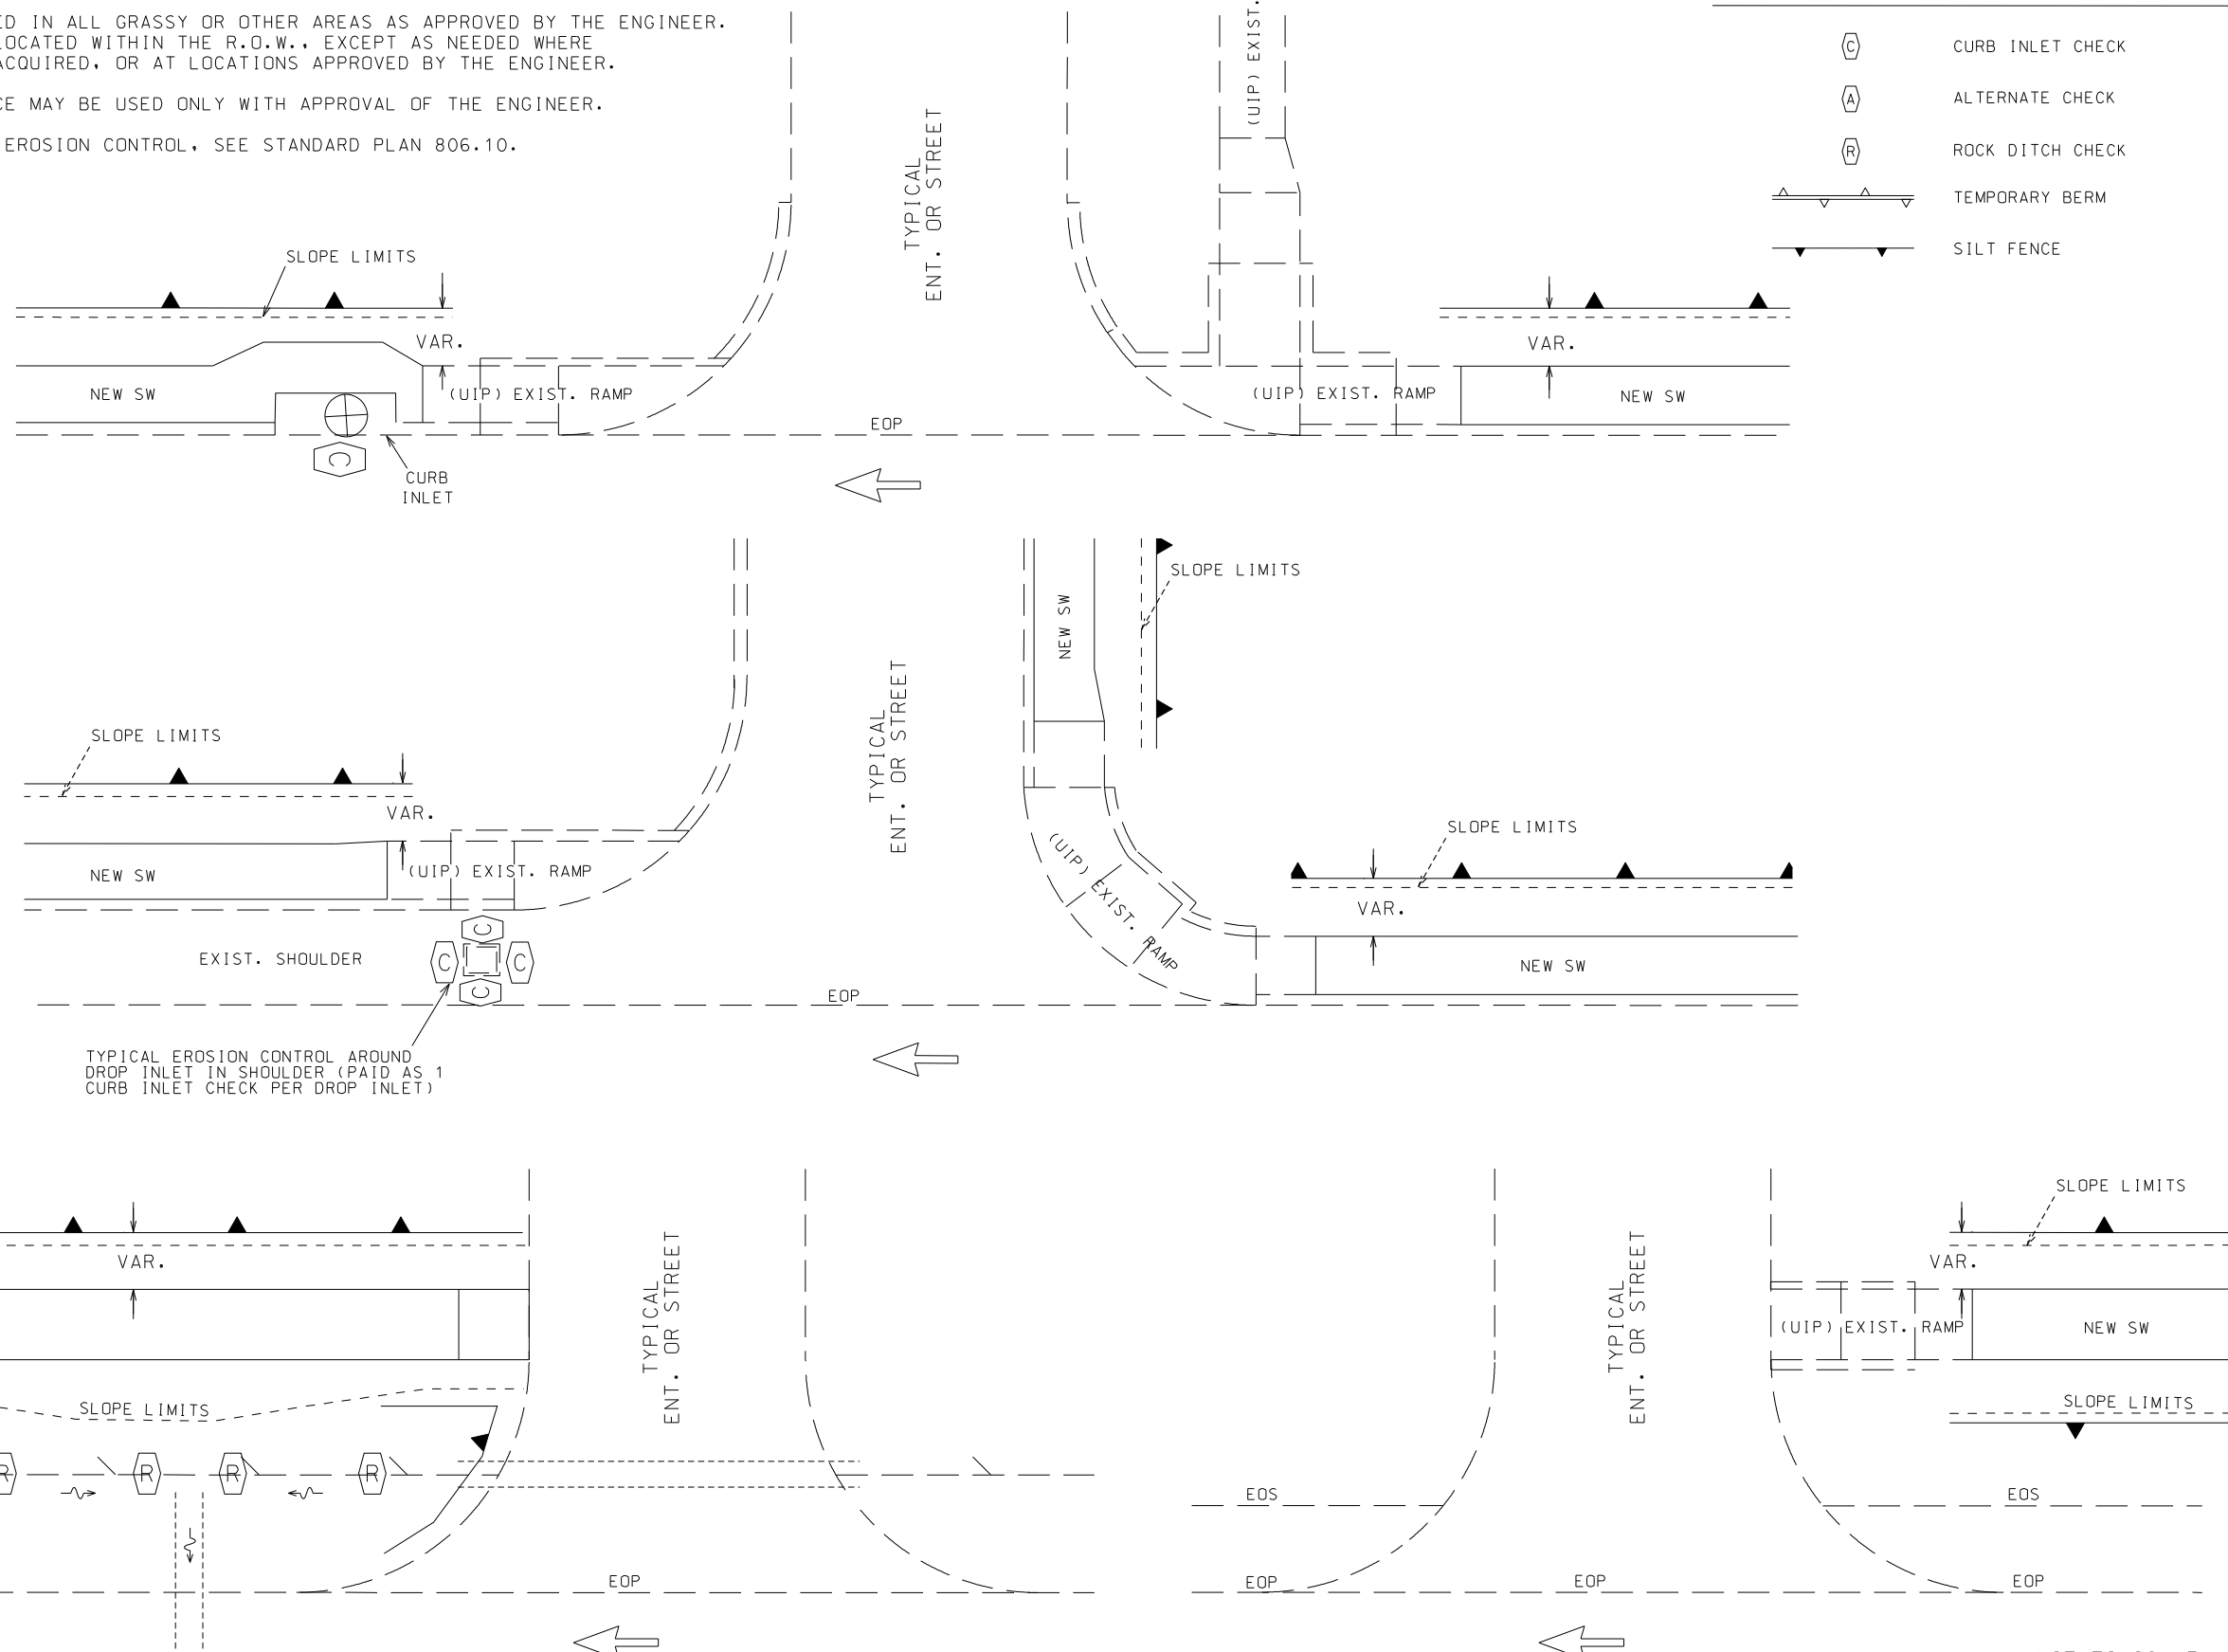 ED IN ALL GRASSY OR OTHER AREAS AS APPROVED BY THE ENGINEER.
LOCATED WITHIN THE R.O.W., EXCEPT AS NEEDED WHERE
ACQUIRED, OR AT LOCATIONS APPROVED BY THE ENGINEER.
CE MAY BE USED ONLY WITH APPROVAL OF THE ENGINEER.
EROSION CONTROL, SEE STANDARD PLAN 806.10.
C CURB INLET CHECK
A ALTERNATE CHECK
R ROCK DITCH CHECK
TEMPORARY BERM
SILT FENCE
(UIP) EXIST.
TYPICAL
ENT. OR STREET
SLOPE LIMITS
VAR.
NEW SW
(UIP) EXIST. RAMP
C
CURB
INLET
EOP
(UIP) EXIST. RAMP
VAR.
NEW SW
SLOPE LIMITS
NEW SW
TYPICAL
ENT. OR STREET
SLOPE LIMITS
VAR.
NEW SW
(UIP) EXIST. RAMP
EXIST. SHOULDER
C
C
C
C
EOP
(UIP) EXIST. RAMP
SLOPE LIMITS
VAR.
NEW SW
TYPICAL EROSION CONTROL AROUND
DROP INLET IN SHOULDER (PAID AS 1
CURB INLET CHECK PER DROP INLET)
VAR.
SLOPE LIMITS
R
R
R
R
TYPICAL
ENT. OR STREET
EOP
TYPICAL
ENT. OR STREET
SLOPE LIMITS
VAR.
(UIP) EXIST. RAMP
NEW SW
SLOPE LIMITS
EOS
EOS
EOP
EOP
EOP